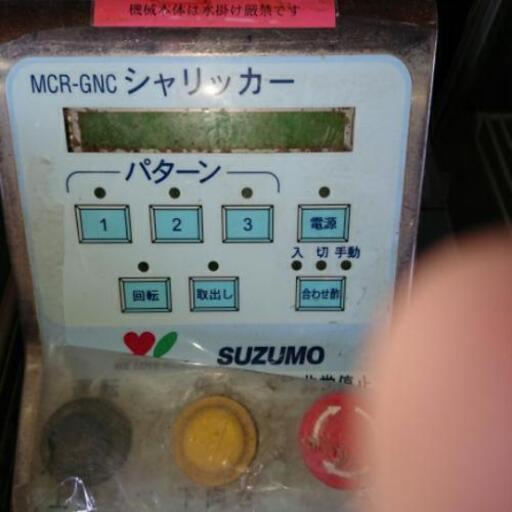 機械本体は水掛け厳禁です
MCR-GNC シャリッカー
パターン
1 2 3 電源
入 切 手動
回転 取出し 合わせ酢
SUZUMO